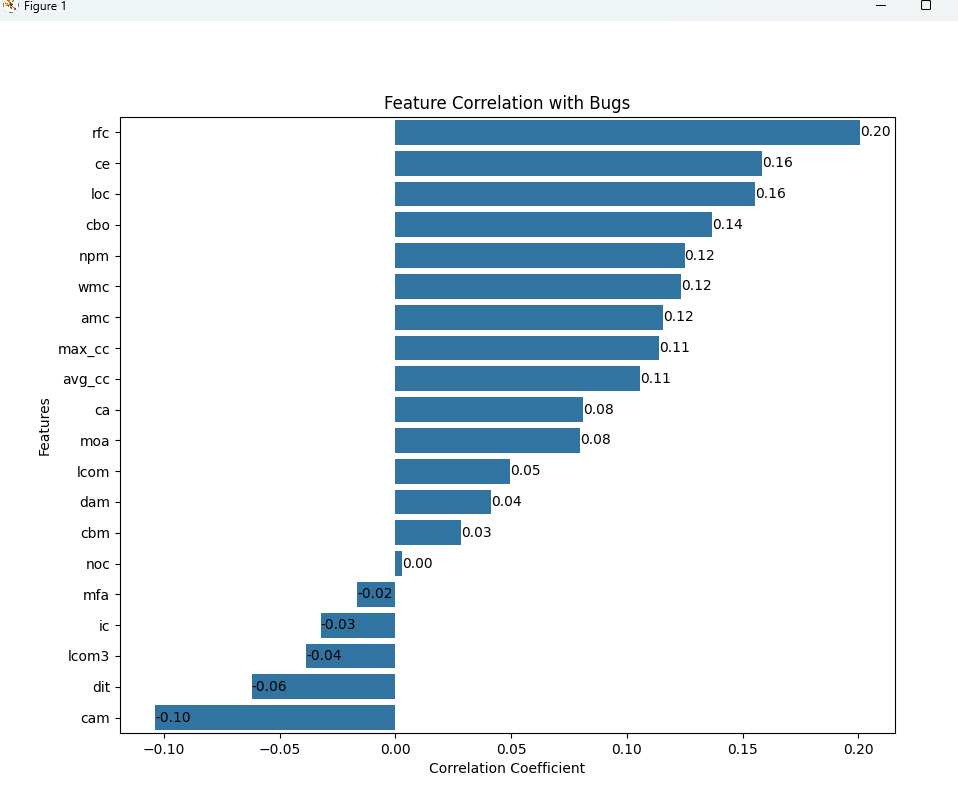 Figure 1
Feature Correlation with Bugs
rfc 0.20
ce 0.16
loc 0.16
cbo 0.14
npm 0.12
wmc 0.12
amc 0.12
max_cc 0.11
avg_cc 0.11
ca 0.08
moa 0.08
lcom 0.05
dam 0.04
cbm 0.03
noc 0.00
mfa -0.02
ic -0.03
lcom3 -0.04
dit -0.06
cam -0.10
Features
−0.10 −0.05 0.00 0.05 0.10 0.15 0.20
Correlation Coefficient